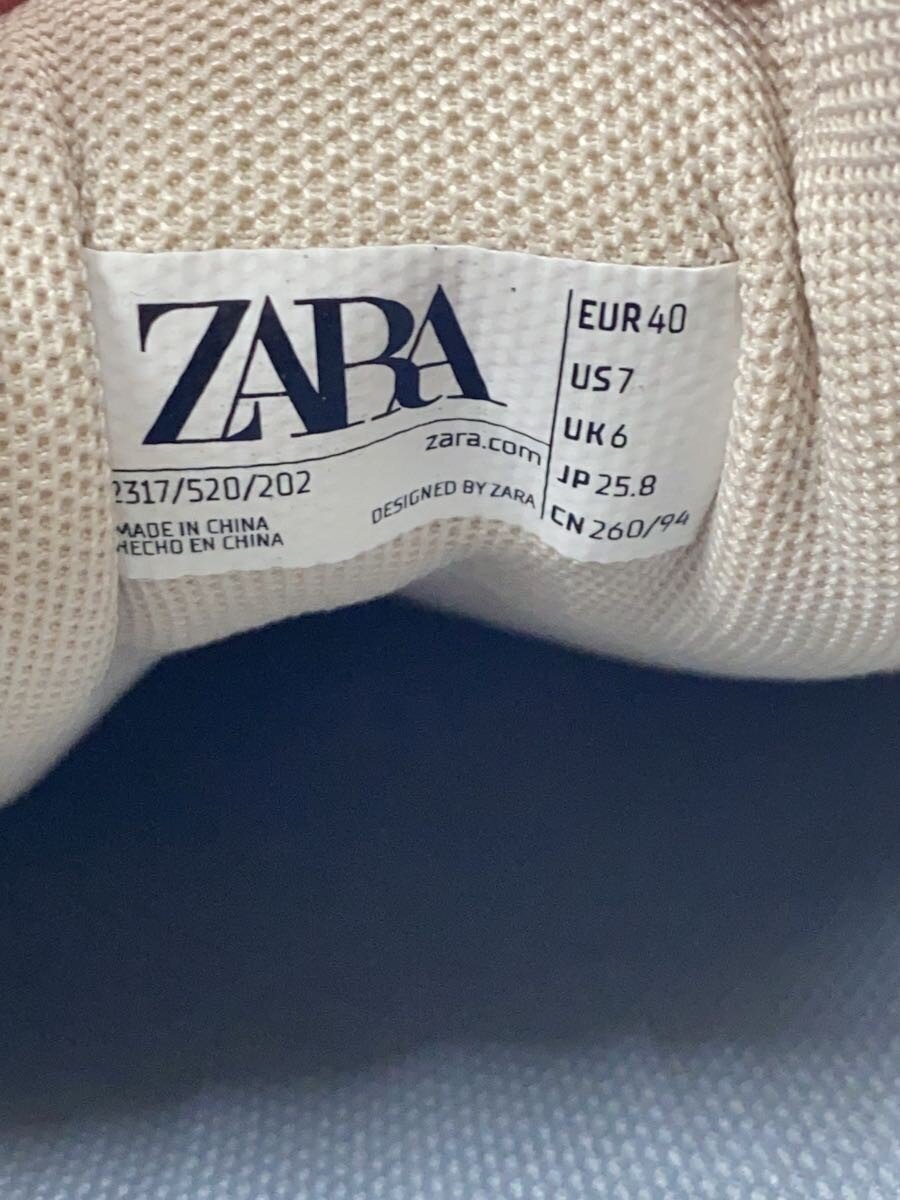 ZARA
zara.com
2317/520/202
DESIGNED BY ZARA
MADE IN CHINA
HECHO EN CHINA
EUR 40
US 7
UK 6
JP 25.8
CN 260/94